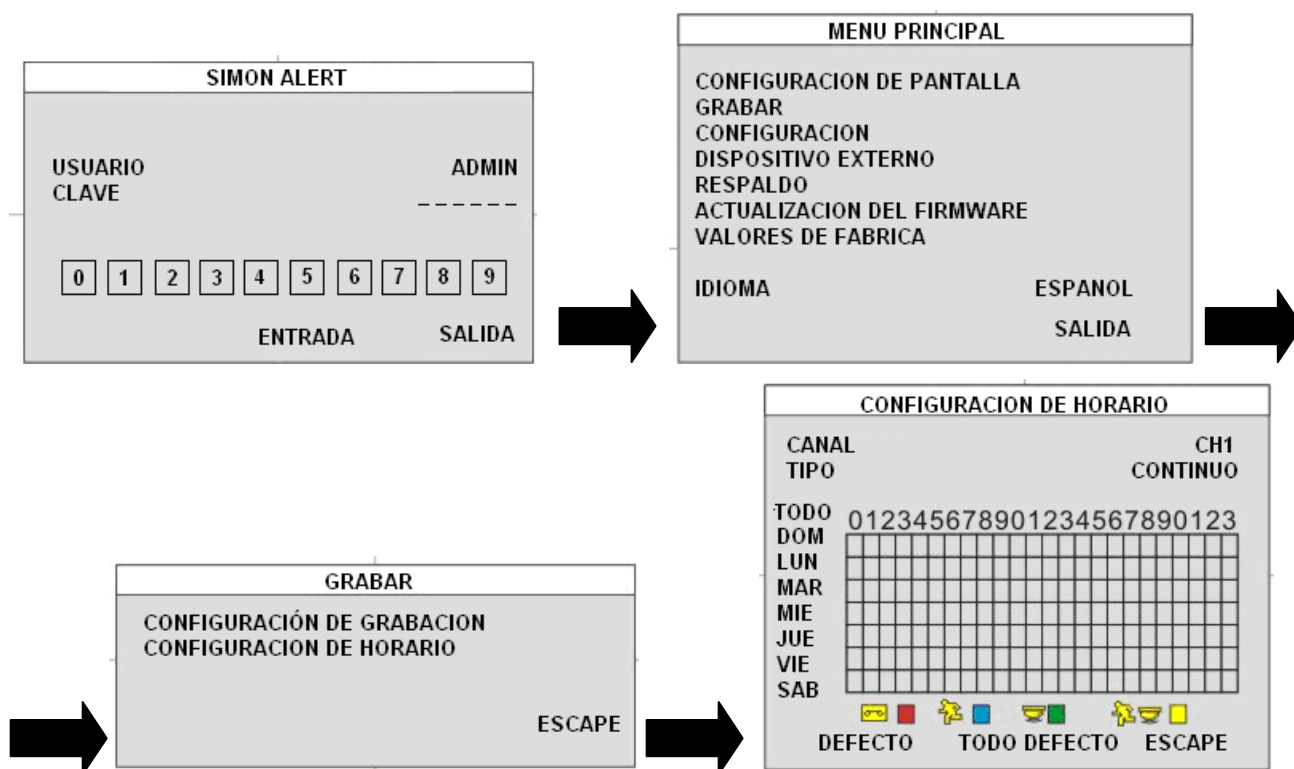 SIMON ALERT
USUARIO ADMIN
CLAVE _ _ _ _ _ _
0 1 2 3 4 5 6 7 8 9
ENTRADA SALIDA
MENU PRINCIPAL
CONFIGURACION DE PANTALLA
GRABAR
CONFIGURACION
DISPOSITIVO EXTERNO
RESPALDO
ACTUALIZACION DEL FIRMWARE
VALORES DE FABRICA
IDIOMA ESPANOL
SALIDA
GRABAR
CONFIGURACIÓN DE GRABACION
CONFIGURACION DE HORARIO
ESCAPE
CONFIGURACION DE HORARIO
CANAL CH1
TIPO CONTINUO
TODO 012345678901234567890123
DOM
LUN
MAR
MIE
JUE
VIE
SAB
DEFECTO TODO DEFECTO ESCAPE